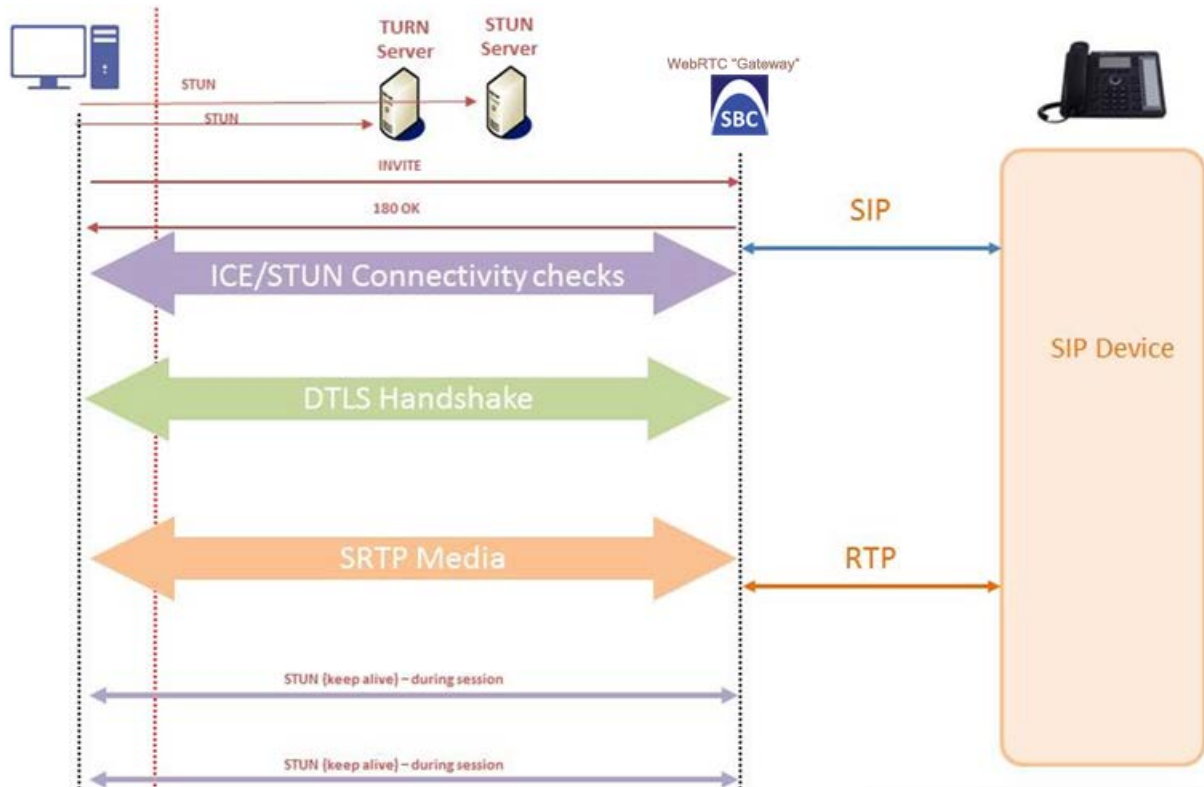 TURN
Server
STUN
Server
WebRTC "Gateway"
SBC
STUN
STUN
INVITE
180 OK
SIP
ICE/STUN Connectivity checks
SIP Device
DTLS Handshake
SRTP Media
RTP
STUN (keep alive) – during session
STUN (keep alive) – during session